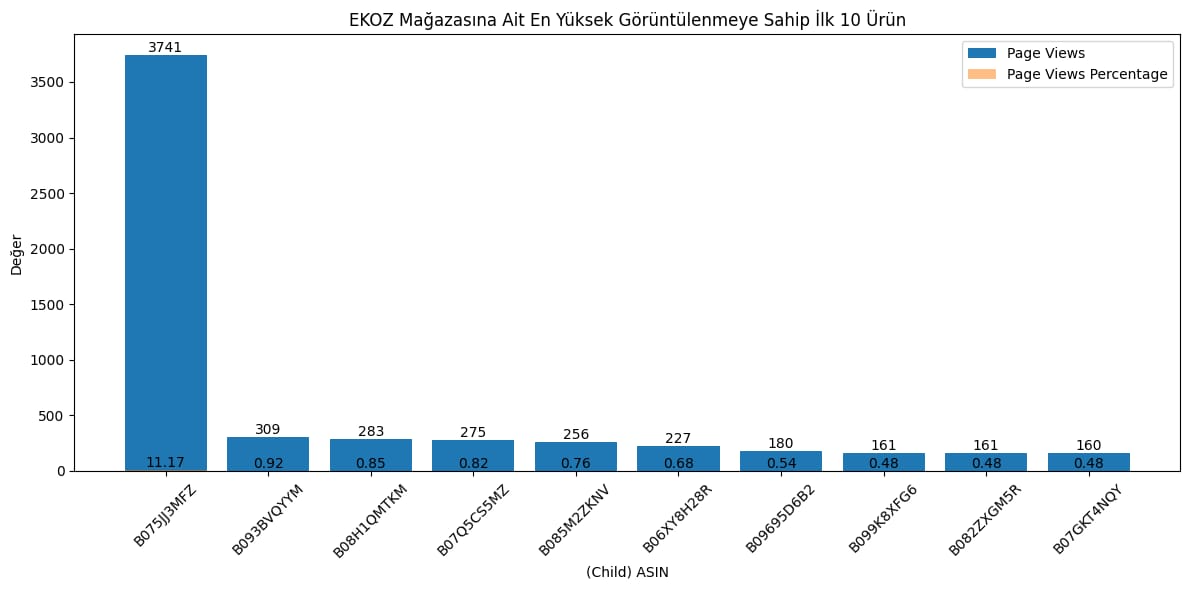 EKOZ Mağazasına Ait En Yüksek Görüntülenmeye Sahip İlk 10 Ürün
Page Views
Page Views Percentage
Değer
3500
3000
2500
2000
1500
1000
500
0
3741
309
283
275
256
227
180
161
161
160
11.17
0.92
0.85
0.82
0.76
0.68
0.54
0.48
0.48
0.48
B075JJ3MFZ
B093BVQYYM
B08H1QMTKM
B07Q5CS5MZ
B085M2ZKNV
B06XY8H28R
B09695D6B2
B099K8XFG6
B082ZXGM5R
B07GKT4NQY
(Child) ASIN